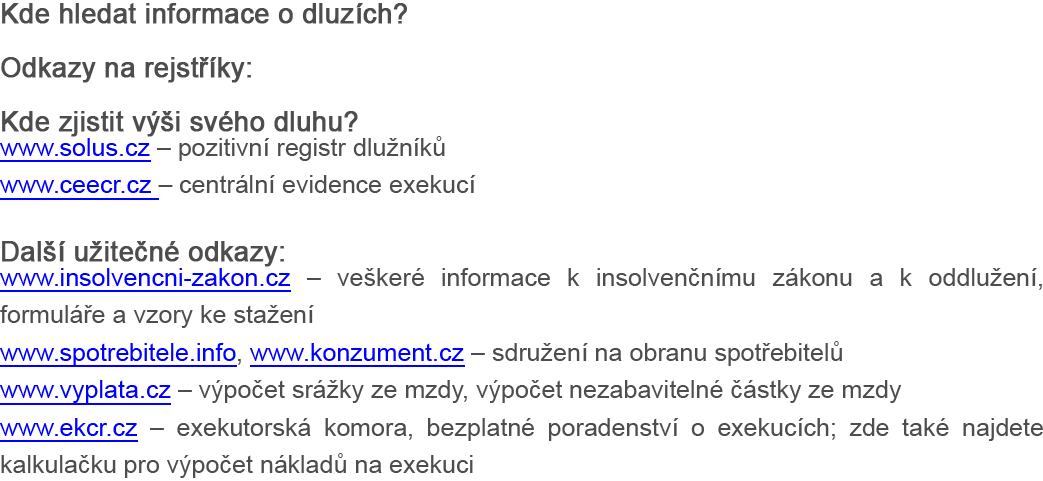 Kde hledat informace o dluzích?
Odkazy na rejstříky:
Kde zjistit výši svého dluhu?
www.solus.cz – pozitivní registr dlužníků
www.ceecr.cz – centrální evidence exekucí
Další užitečné odkazy:
www.insolvencni-zakon.cz – veškeré informace k insolvenčnímu zákonu a k oddlužení,
formuláře a vzory ke stažení
www.spotrebitele.info, www.konzument.cz – sdružení na obranu spotřebitelů
www.vyplata.cz – výpočet srážky ze mzdy, výpočet nezabavitelné částky ze mzdy
www.ekcr.cz – exekutorská komora, bezplatné poradenství o exekucích; zde také najdete
kalkulačku pro výpočet nákladů na exekuci